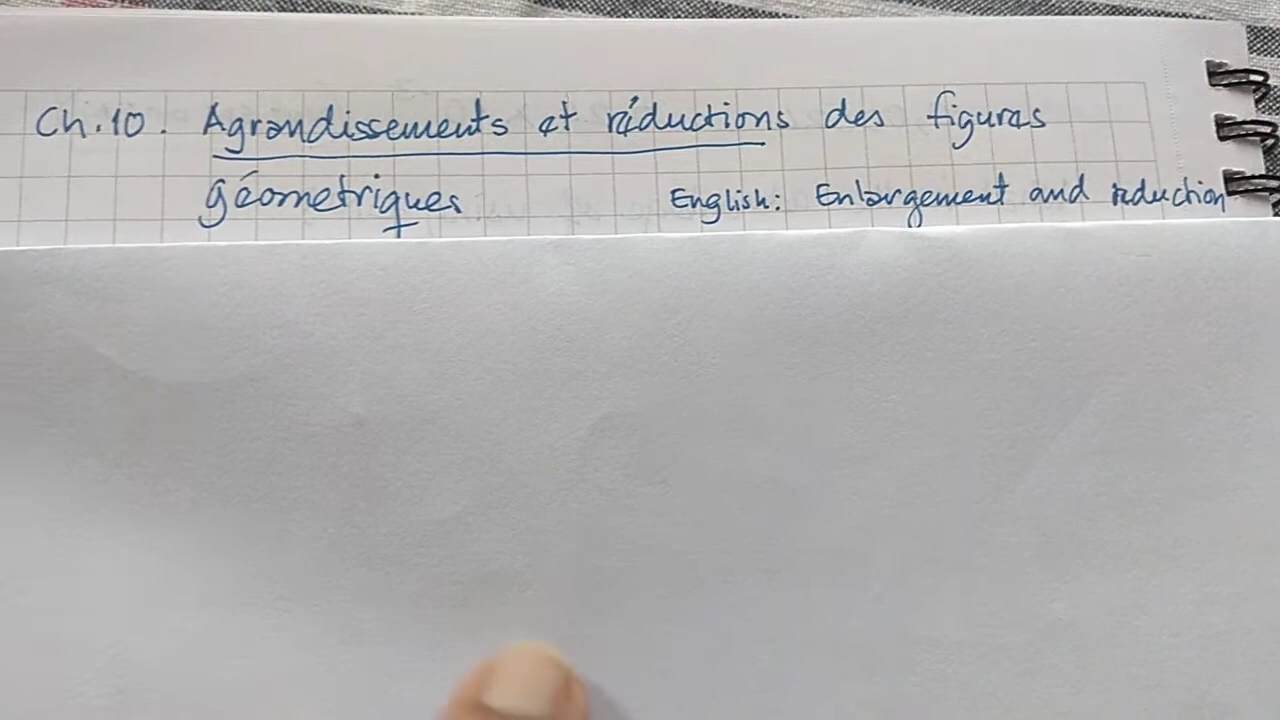 Ch.10. Agrandissements et réductions des figures
géometriques English: Enlargement and reduction